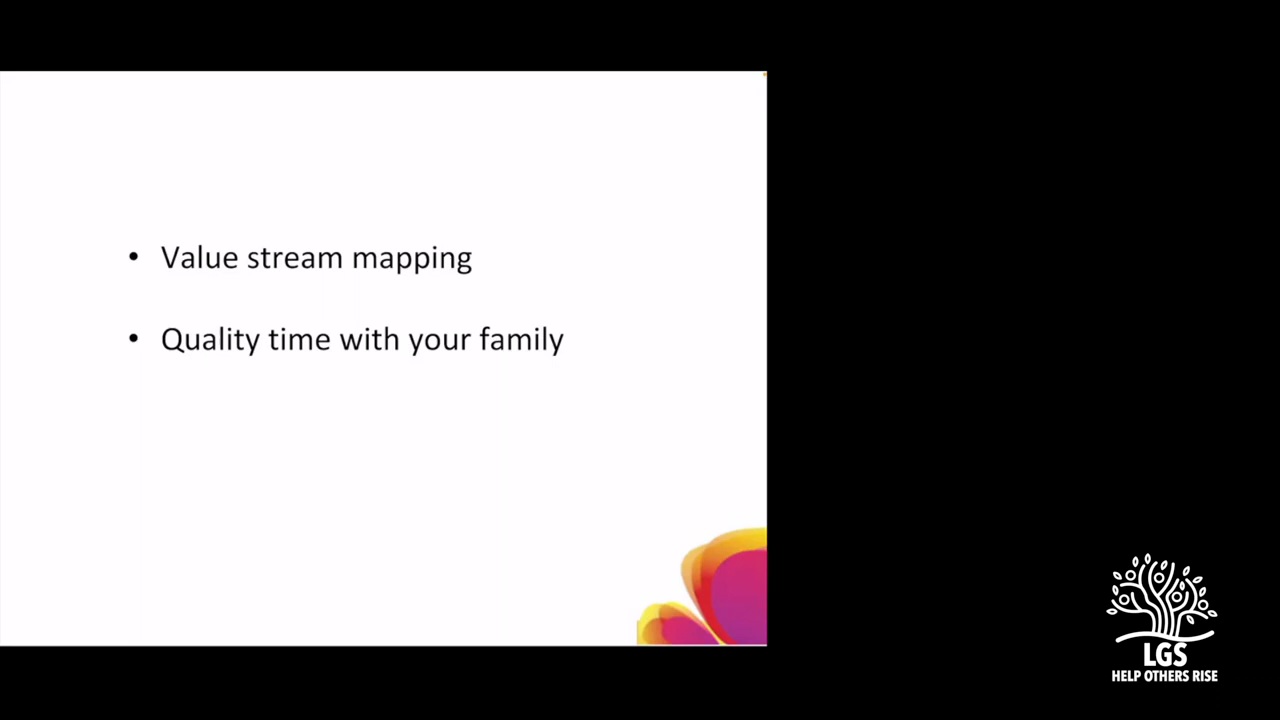 • Value stream mapping
• Quality time with your family
LGS
HELP OTHERS RISE